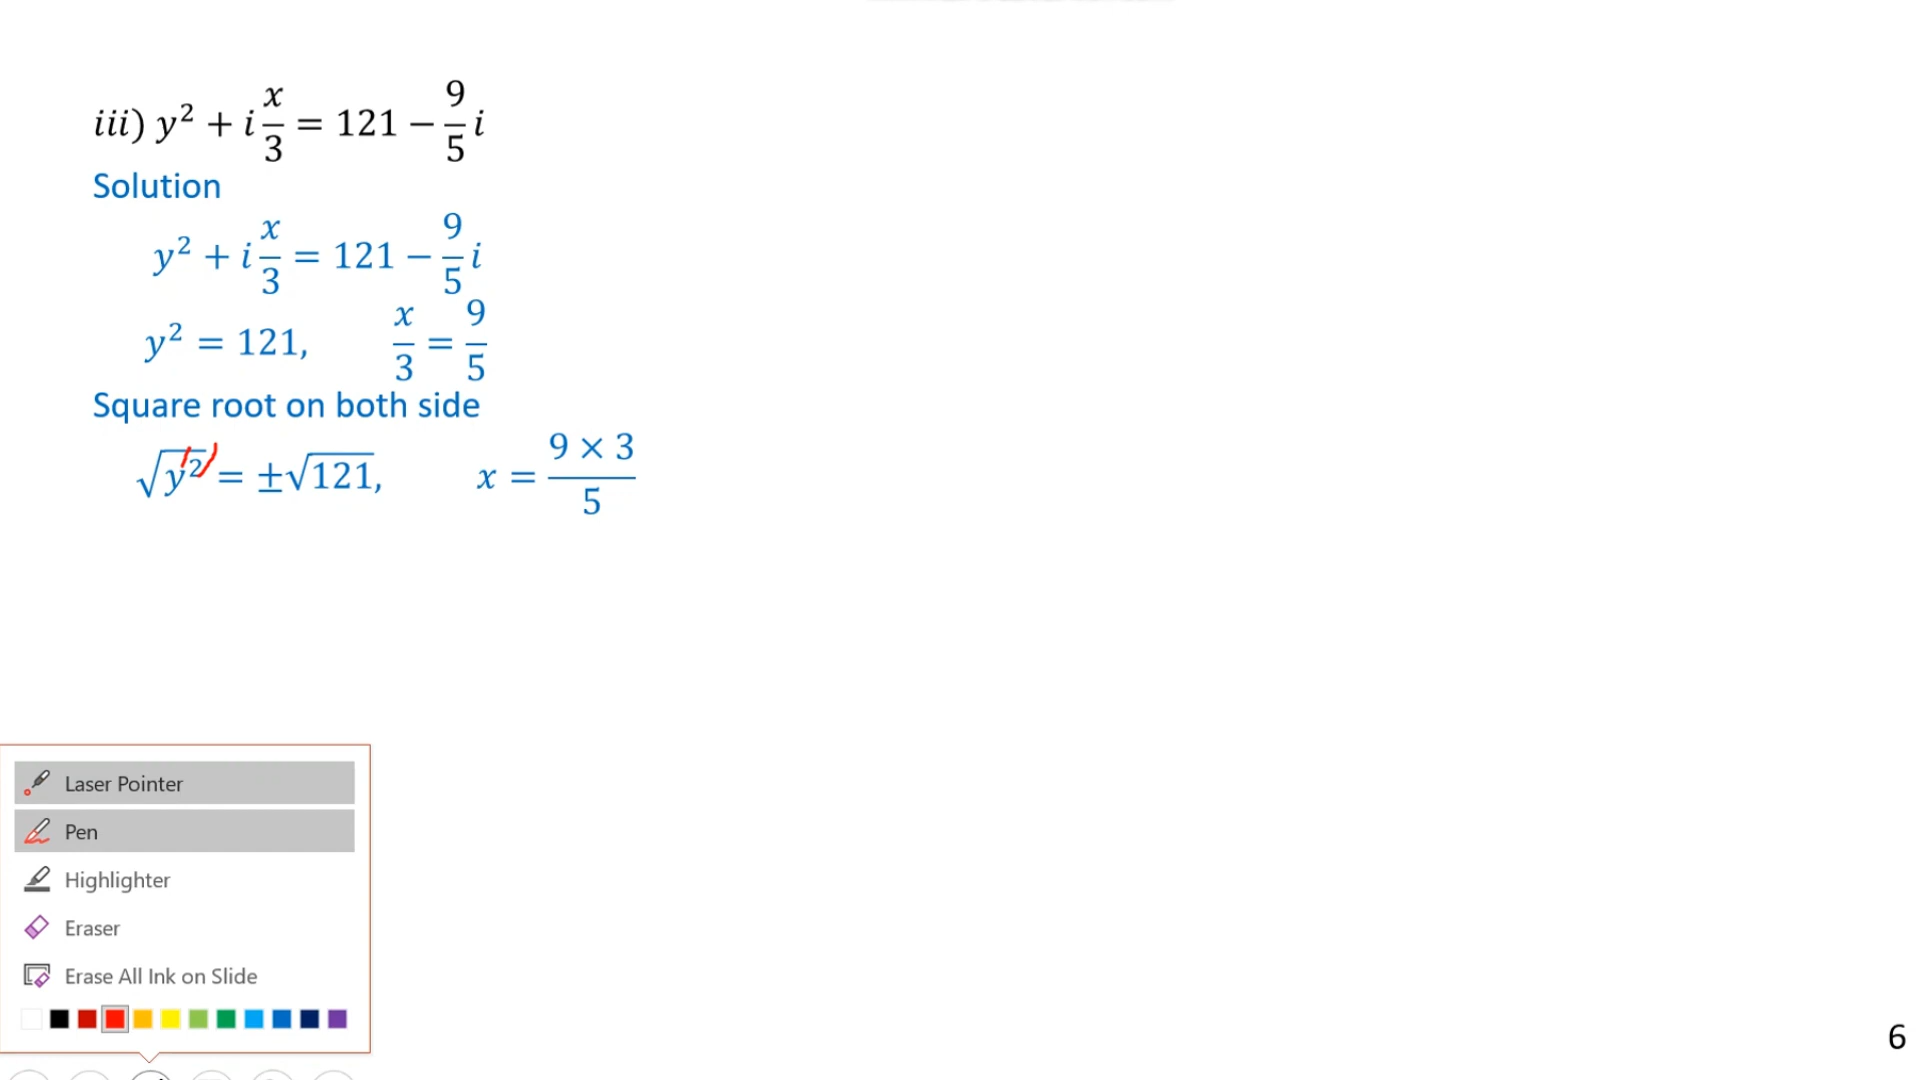 iii) y² + i x/3 = 121 − 9/5 i
Solution
y² + i x/3 = 121 − 9/5 i
y² = 121, x/3 = 9/5
Square root on both side
√y² = ±√121, x = (9 × 3)/5
Laser Pointer
Pen
Highlighter
Eraser
Erase All Ink on Slide
6